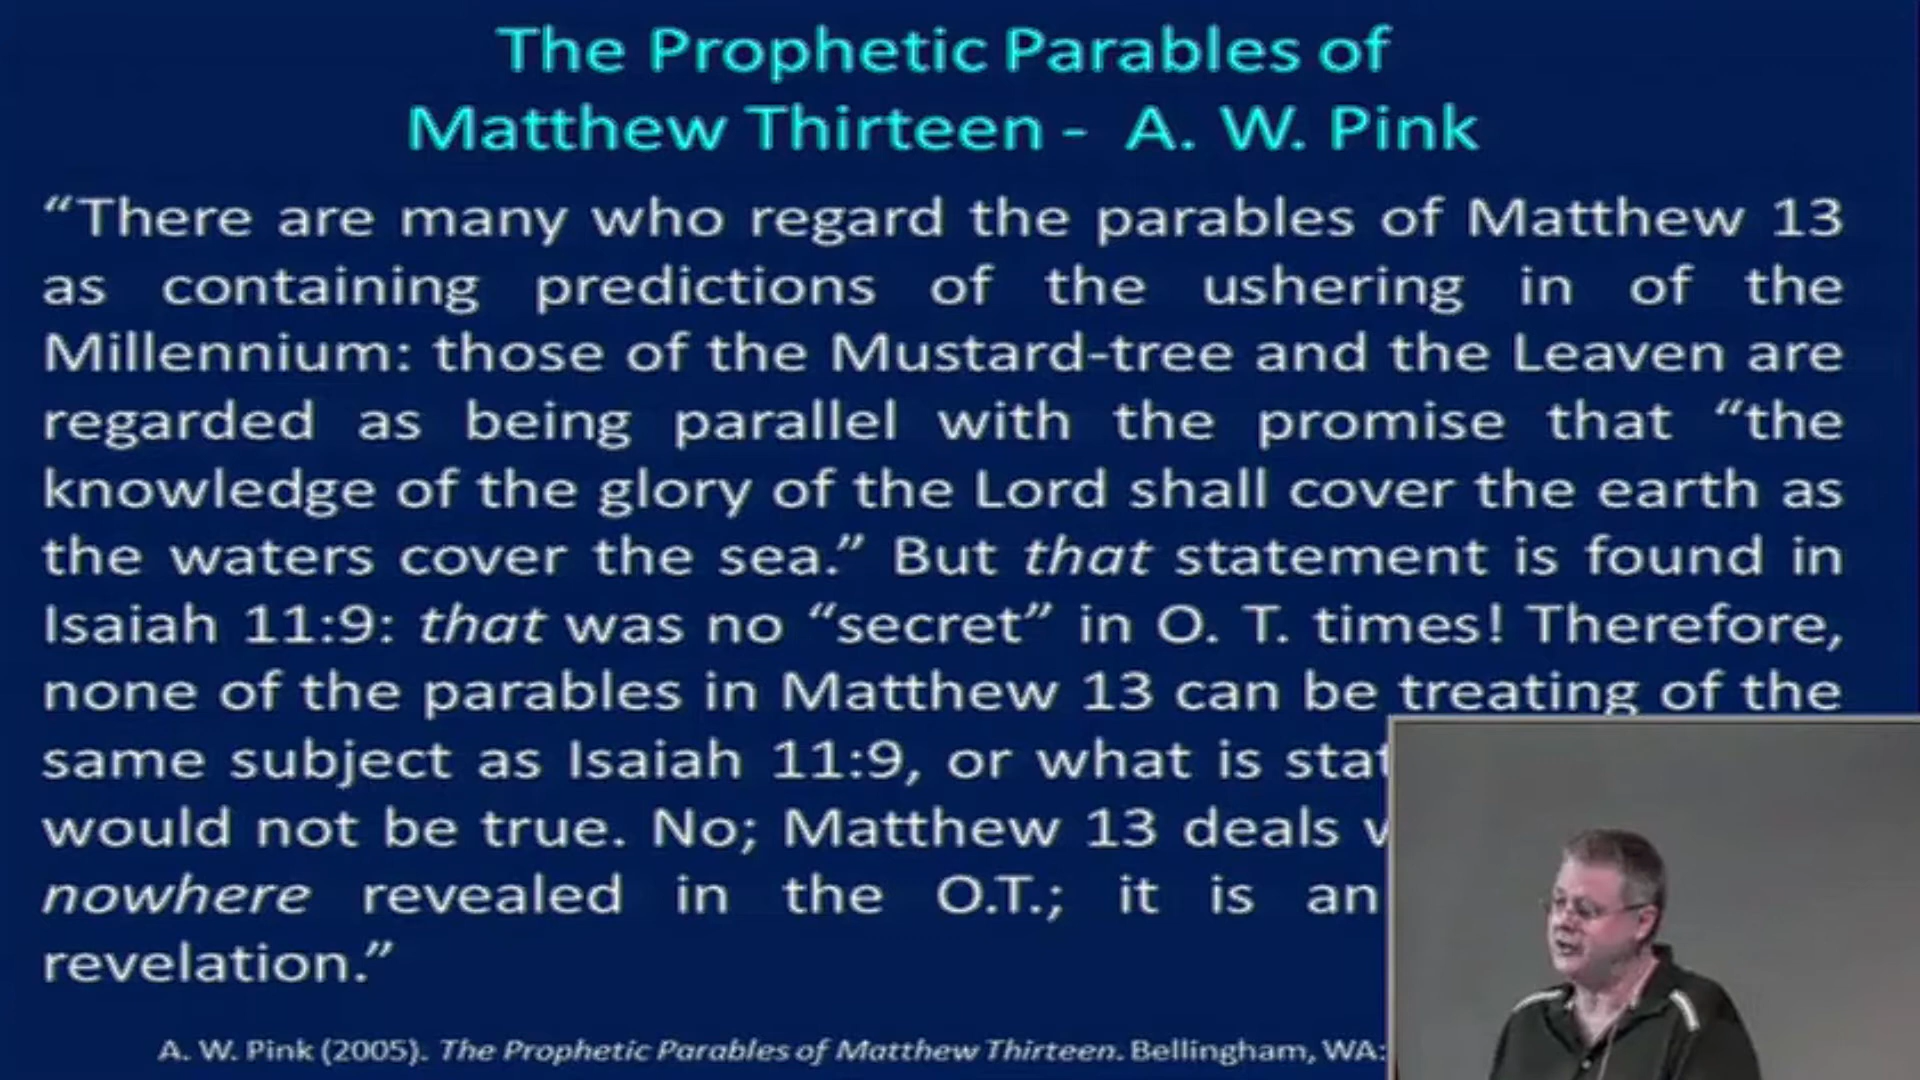 The Prophetic Parables of
Matthew Thirteen - A. W. Pink
“There are many who regard the parables of Matthew 13
as containing predictions of the ushering in of the
Millennium: those of the Mustard-tree and the Leaven are
regarded as being parallel with the promise that “the
knowledge of the glory of the Lord shall cover the earth as
the waters cover the sea.” But that statement is found in
Isaiah 11:9: that was no “secret” in O. T. times! Therefore,
none of the parables in Matthew 13 can be treating of the
same subject as Isaiah 11:9, or what is
would not be true. No; Matthew 13 deals
nowhere revealed in the O.T.; it is an
revelation.”
A. W. Pink (2005). The Prophetic Parables of Matthew Thirteen. Bellingham, WA: